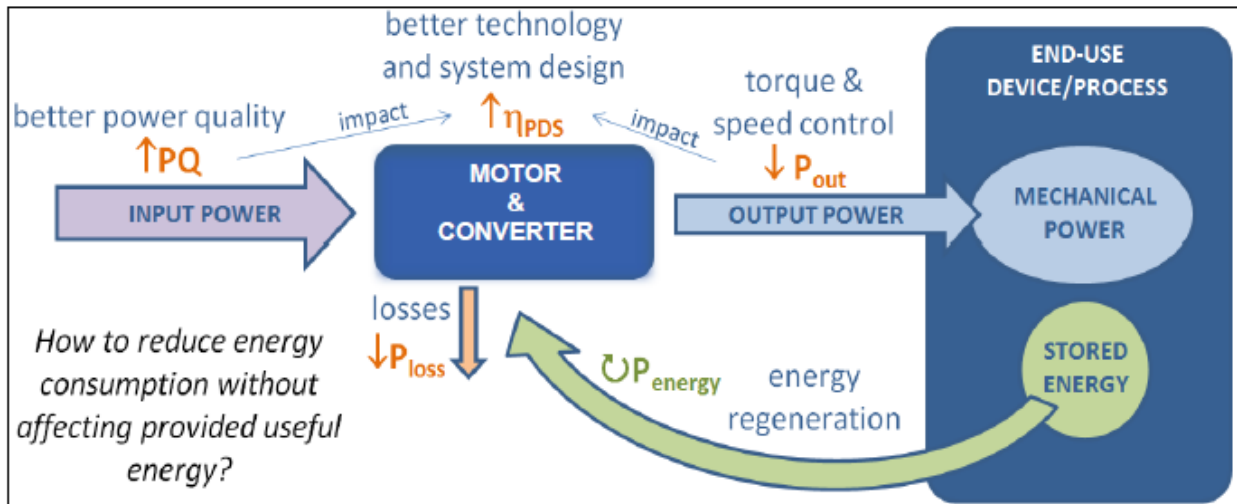 better technology
and system design
↑ηPDS
better power quality
↑PQ
impact
impact
torque &
speed control
↓ Pout
INPUT POWER
MOTOR
&
CONVERTER
OUTPUT POWER
END-USE
DEVICE/PROCESS
MECHANICAL
POWER
losses
↓Ploss
How to reduce energy
consumption without
affecting provided useful
energy?
↻Penergy
energy
regeneration
STORED
ENERGY